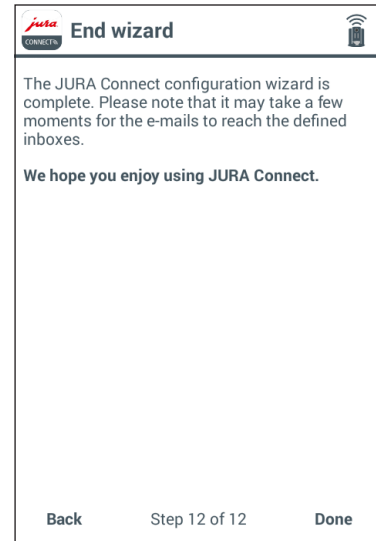 jura
CONNECT
End wizard
The JURA Connect configuration wizard is
complete. Please note that it may take a few
moments for the e-mails to reach the defined
inboxes.
We hope you enjoy using JURA Connect.
Back Step 12 of 12 Done